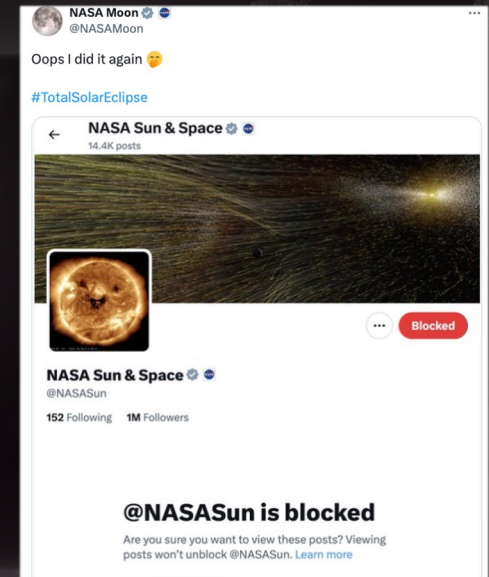 NASA Moon
@NASAMoon
Oops I did it again 🤭
#TotalSolarEclipse
NASA Sun & Space
14.4K posts
Blocked
NASA Sun & Space
@NASASun
152 Following 1M Followers
@NASASun is blocked
Are you sure you want to view these posts? Viewing
posts won't unblock @NASASun. Learn more